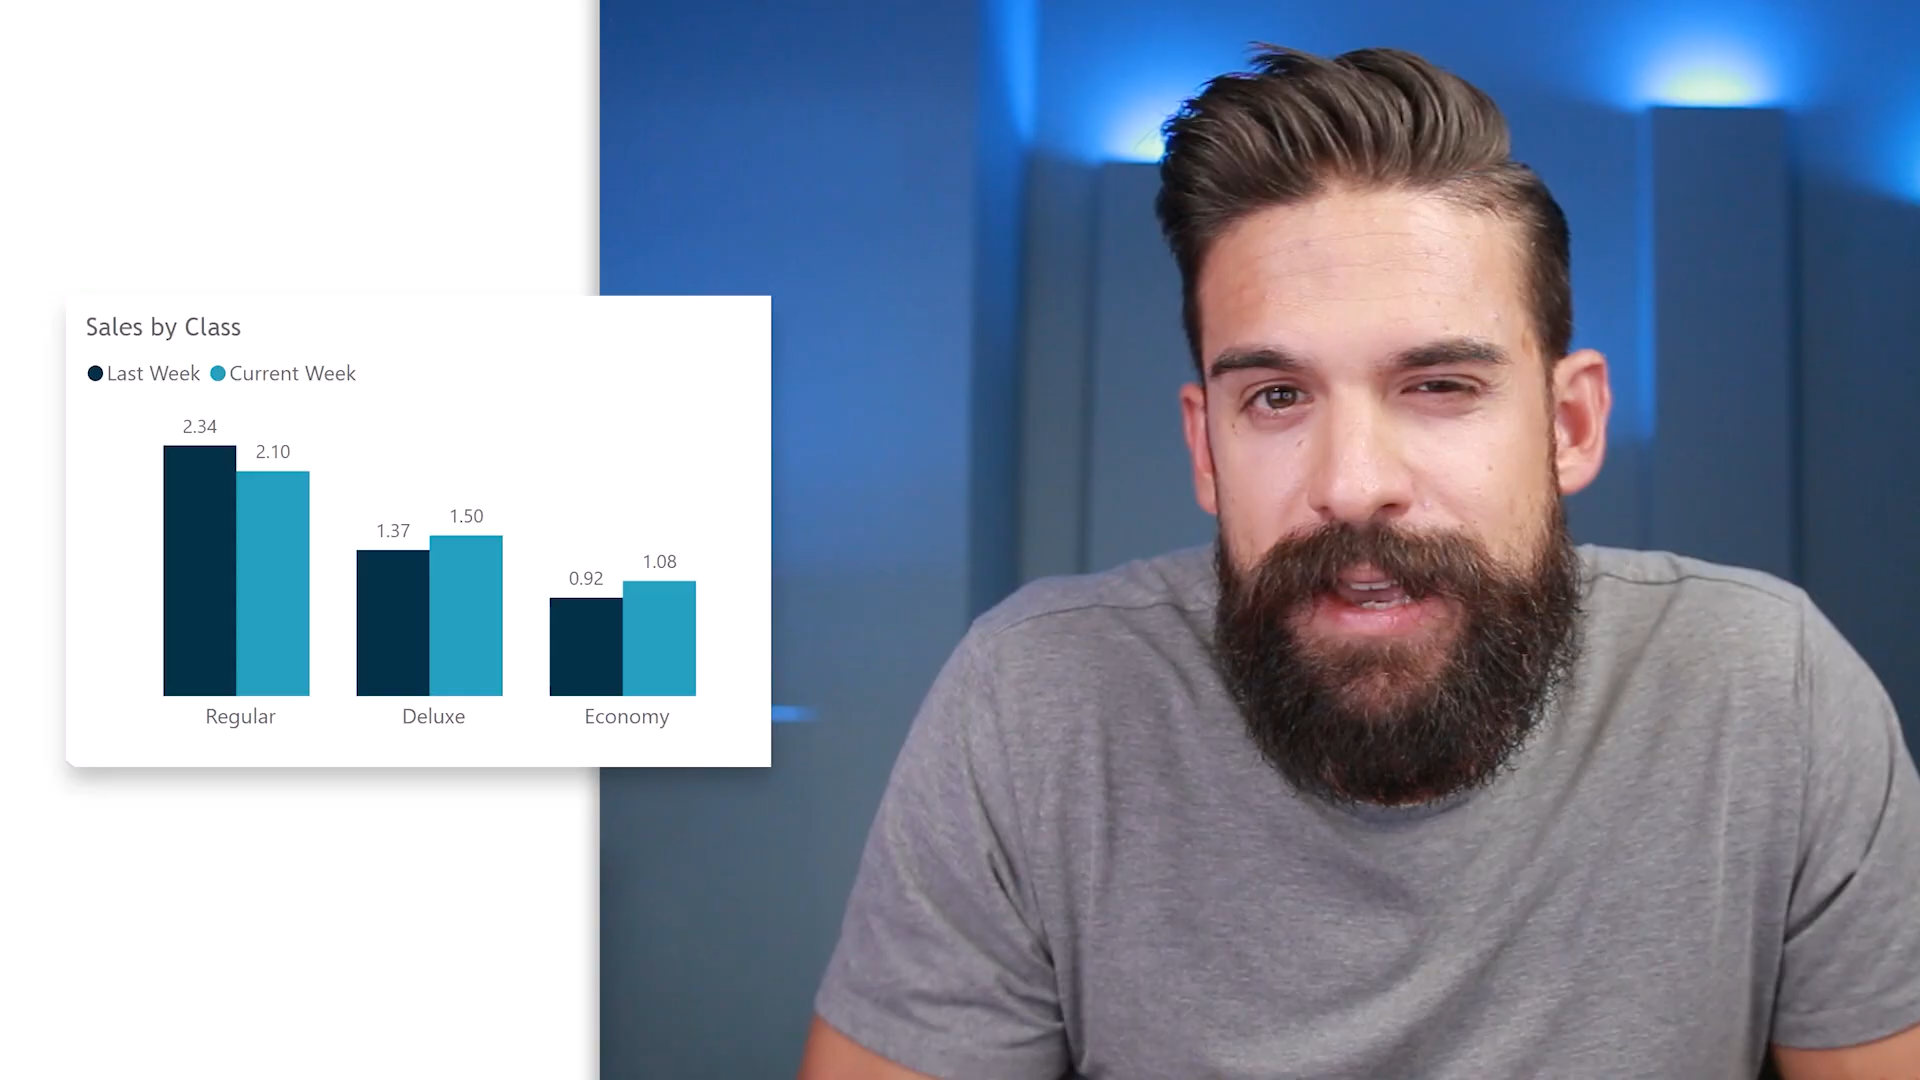 Sales by Class
Last Week Current Week
2.34
2.10
1.37
1.50
0.92
1.08
Regular
Deluxe
Economy